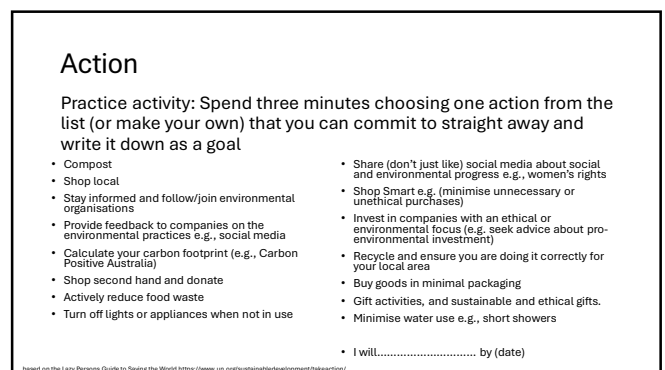 Action
Practice activity: Spend three minutes choosing one action from the
list (or make your own) that you can commit to straight away and
write it down as a goal
• Compost
• Shop local
• Stay informed and follow/join environmental
organisations
• Provide feedback to companies on the
environmental practices e.g., social media
• Calculate your carbon footprint (e.g., Carbon
Positive Australia)
• Shop second hand and donate
• Actively reduce food waste
• Turn off lights or appliances when not in use
• Share (don’t just like) social media about social
and environmental progress e.g., women’s rights
• Shop Smart e.g. (minimise unnecessary or
unethical purchases)
• Invest in companies with an ethical or
environmental focus (e.g. seek advice about pro-
environmental investment)
• Recycle and ensure you are doing it correctly for
your local area
• Buy goods in minimal packaging
• Gift activities, and sustainable and ethical gifts.
• Minimise water use e.g., short showers
• I will…………………………… by (date)
based on the Lazy Persons Guide to Saving the World https://www.un.org/sustainabledevelopment/takeaction/